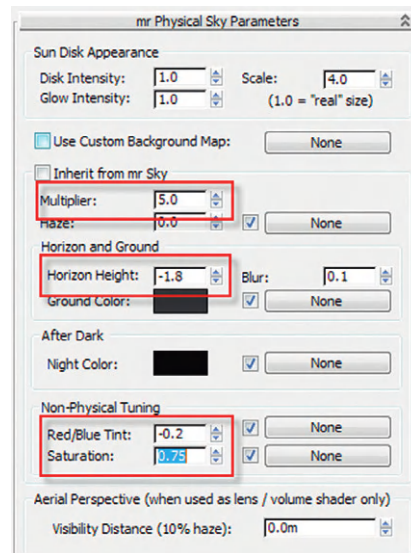 mr Physical Sky Parameters
Sun Disk Appearance
Disk Intensity: 1.0 Scale: 4.0
Glow Intensity: 1.0 (1.0 = "real" size)
Use Custom Background Map: None
Inherit from mr Sky
Multiplier: 5.0
Haze: 0.0 None
Horizon and Ground
Horizon Height: -1.8 Blur: 0.1
Ground Color: None
After Dark
Night Color: None
Non-Physical Tuning
Red/Blue Tint: -0.2 None
Saturation: 0.75 None
Aerial Perspective (when used as lens / volume shader only)
Visibility Distance (10% haze): 0.0m